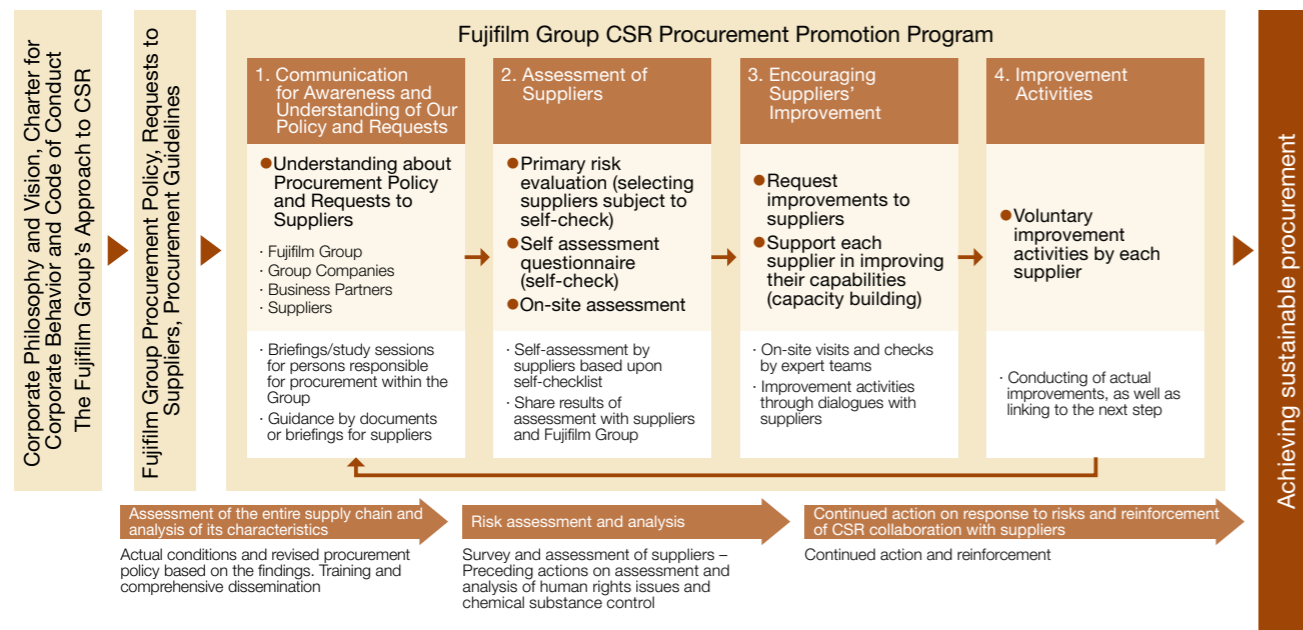 Corporate Philosophy and Vision, Charter for
Corporate Behavior and Code of Conduct
The Fujifilm Group's Approach to CSR
Fujifilm Group Procurement Policy, Requests to
Suppliers, Procurement Guidelines
Fujifilm Group CSR Procurement Promotion Program
1. Communication
for Awareness and
Understanding of Our
Policy and Requests
●Understanding about
Procurement Policy
and Requests to
Suppliers
· Fujifilm Group
· Group Companies
· Business Partners
· Suppliers
· Briefings/study sessions
for persons responsible
for procurement within the
Group
· Guidance by documents
or briefings for suppliers
2. Assessment of
Suppliers
●Primary risk
evaluation (selecting
suppliers subject to
self-check)
●Self assessment
questionnaire
(self-check)
●On-site assessment
· Self-assessment by
suppliers based upon
self-checklist
· Share results of
assessment with suppliers
and Fujifilm Group
3. Encouraging
Suppliers'
Improvement
●Request
improvements to
suppliers
●Support each
supplier in improving
their capabilities
(capacity building)
· On-site visits and checks
by expert teams
· Improvement activities
through dialogues with
suppliers
4. Improvement
Activities
●Voluntary
improvement
activities by each
supplier
· Conducting of actual
improvements, as well as
linking to the next step
Assessment of the entire supply chain and
analysis of its characteristics
Actual conditions and revised procurement
policy based on the findings. Training and
comprehensive dissemination
Risk assessment and analysis
Survey and assessment of suppliers –
Preceding actions on assessment and
analysis of human rights issues and
chemical substance control
Continued action on response to risks and reinforcement
of CSR collaboration with suppliers
Continued action and reinforcement
Achieving sustainable procurement